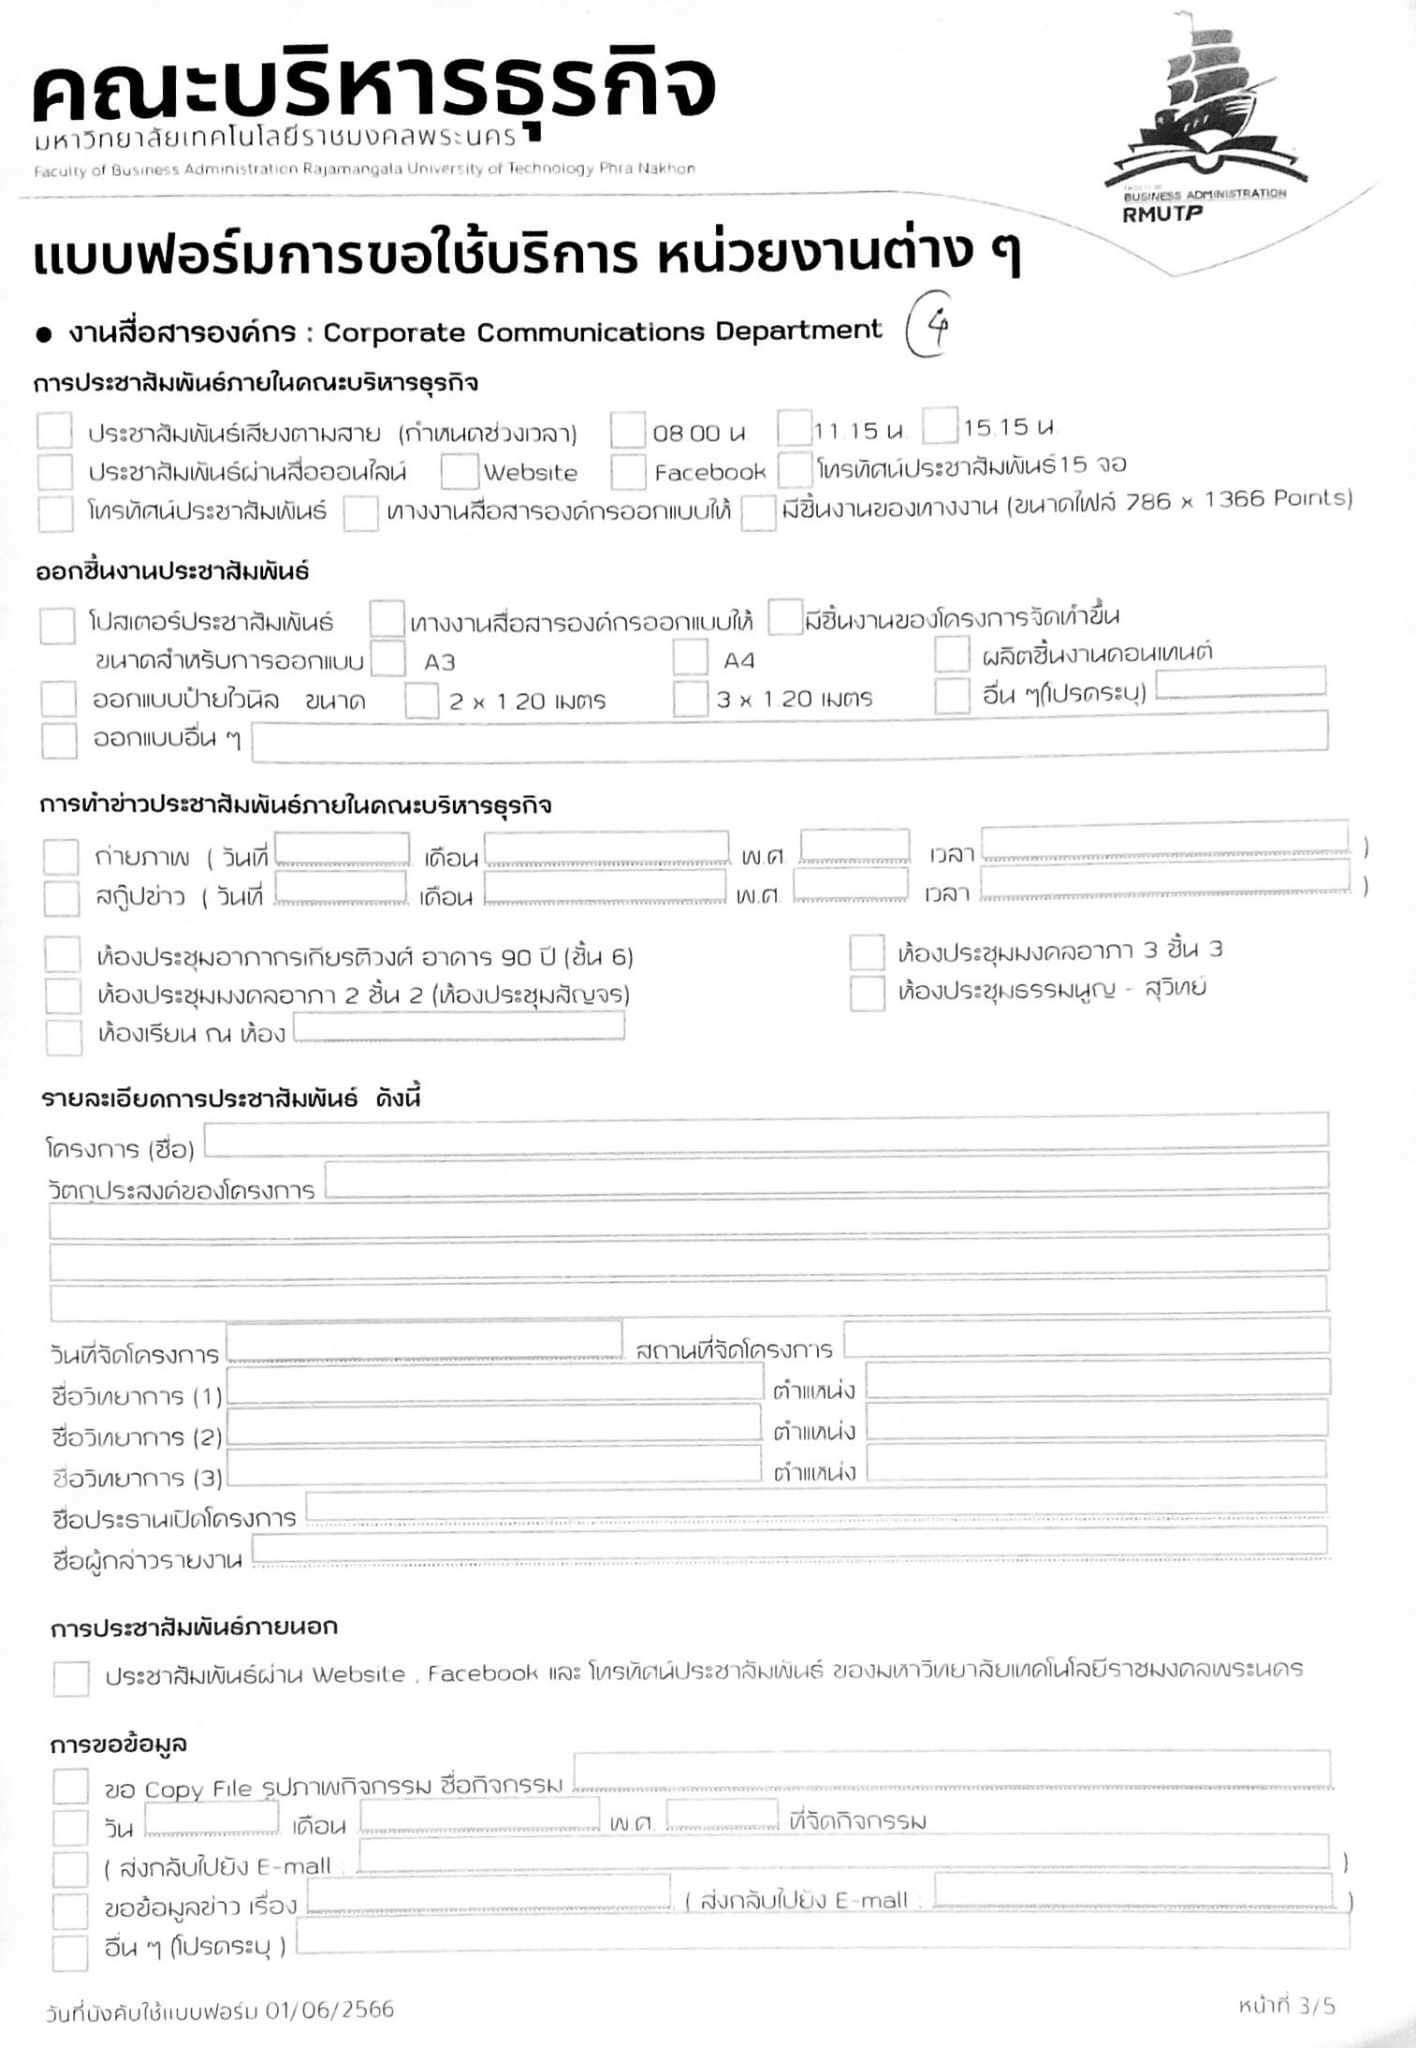 คณะบริหารธุรกิจ
มหาวิทยาลัยเทคโนโลยีราชมงคลพระนคร
Faculty of Business Administration Rajamangala University of Technology Phra Nakhon
BUSINESS ADMINISTRATION
RMUTP
แบบฟอร์มการขอใช้บริการ หน่วยงานต่าง ๆ
● งานสื่อสารองค์กร : Corporate Communications Department 4
การประชาสัมพันธ์ภายในคณะบริหารธุรกิจ
ประชาสัมพันธ์เสียงตามสาย (กำหนดช่วงเวลา) 08.00 น 11.15 น. 15.15 น.
ประชาสัมพันธ์ผ่านสื่อออนไลน์ Website Facebook โทรทัศน์ประชาสัมพันธ์15 จอ
โทรทัศน์ประชาสัมพันธ์ ทางงานสื่อสารองค์กรออกแบบให้ มีชิ้นงานของทางงาน (ขนาดไฟล์ 786 x 1366 Points)
ออกชิ้นงานประชาสัมพันธ์
โปสเตอร์ประชาสัมพันธ์ ทางงานสื่อสารองค์กรออกแบบให้ มีชิ้นงานของโครงการจัดทำขึ้น
ขนาดสำหรับการออกแบบ A3 A4 ผลิตชิ้นงานคอนเทนต์
ออกแบบป้ายไวนิล ขนาด 2 x 1.20 เมตร 3 x 1.20 เมตร อื่น ๆ(โปรดระบุ)
ออกแบบอื่น ๆ
การทำข่าวประชาสัมพันธ์ภายในคณะบริหารธุรกิจ
ถ่ายภาพ ( วันที่ เดือน พ.ศ. เวลา )
สกู๊ปข่าว ( วันที่ เดือน พ.ศ. เวลา )
ห้องประชุมอาภากรเกียรติวงศ์ อาคาร 90 ปี (ชั้น 6) ห้องประชุมมงคลอาภา 3 ชั้น 3
ห้องประชุมมงคลอาภา 2 ชั้น 2 (ห้องประชุมสัญจร) ห้องประชุมธรรมนูญ - สุวิทย์
ห้องเรียน ณ ห้อง
รายละเอียดการประชาสัมพันธ์ ดังนี้
โครงการ (ชื่อ)
วัตถุประสงค์ของโครงการ
วันที่จัดโครงการ สถานที่จัดโครงการ
ชื่อวิทยาการ (1) ตำแหน่ง
ชื่อวิทยาการ (2) ตำแหน่ง
ชื่อวิทยาการ (3) ตำแหน่ง
ชื่อประธานเปิดโครงการ
ชื่อผู้กล่าวรายงาน
การประชาสัมพันธ์ภายนอก
ประชาสัมพันธ์ผ่าน Website , Facebook และ โทรทัศน์ประชาสัมพันธ์ ของมหาวิทยาลัยเทคโนโลยีราชมงคลพระนคร
การขอข้อมูล
ขอ Copy File รูปภาพกิจกรรม ชื่อกิจกรรม
วัน เดือน พ.ศ. ที่จัดกิจกรรม
( ส่งกลับไปยัง E-mail : )
ขอข้อมูลข่าว เรื่อง ( ส่งกลับไปยัง E-mail : )
อื่น ๆ (โปรดระบุ )
วันที่บังคับใช้แบบฟอร์ม 01/06/2566
หน้าที่ 3/5